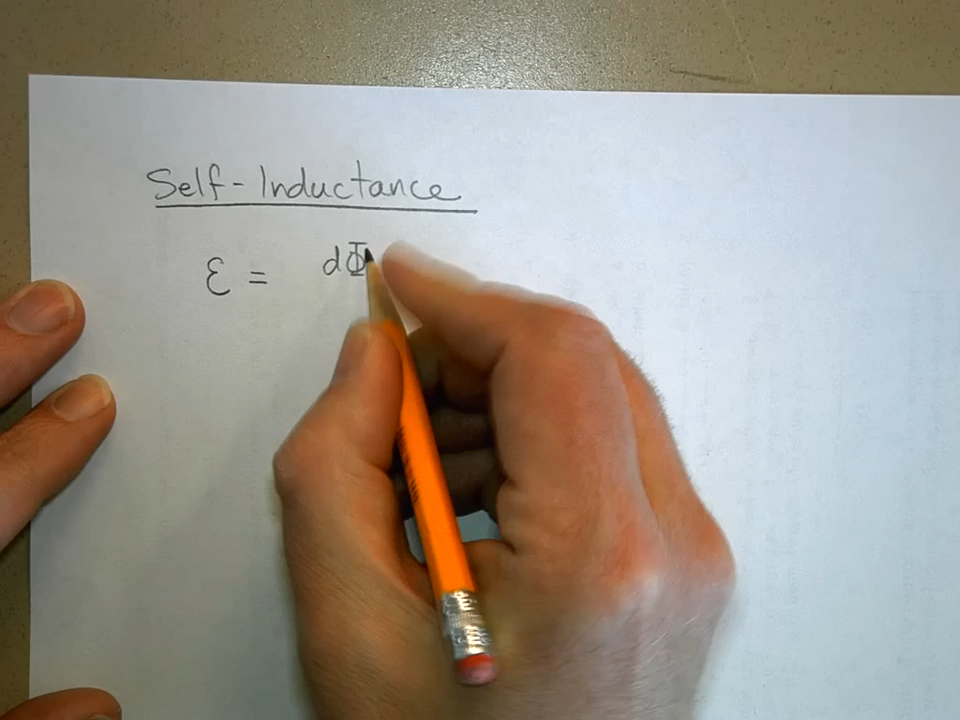 Self-Inductance
ℰ = dΦ